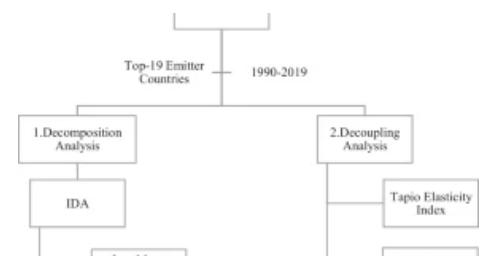 Top-19 Emitter
Countries
1990-2019
1.Decomposition
Analysis
2.Decoupling
Analysis
IDA
Tapio Elasticity
Index